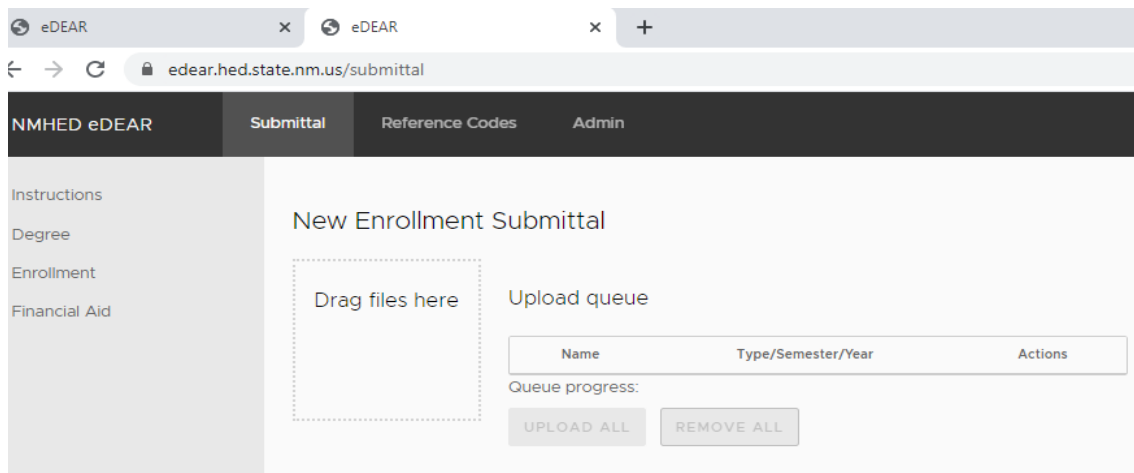 eDEAR
eDEAR
edear.hed.state.nm.us/submittal
NMHED eDEAR
Submittal
Reference Codes
Admin
Instructions
Degree
Enrollment
Financial Aid
New Enrollment Submittal
Drag files here
Upload queue
Name Type/Semester/Year Actions
Queue progress:
UPLOAD ALL REMOVE ALL